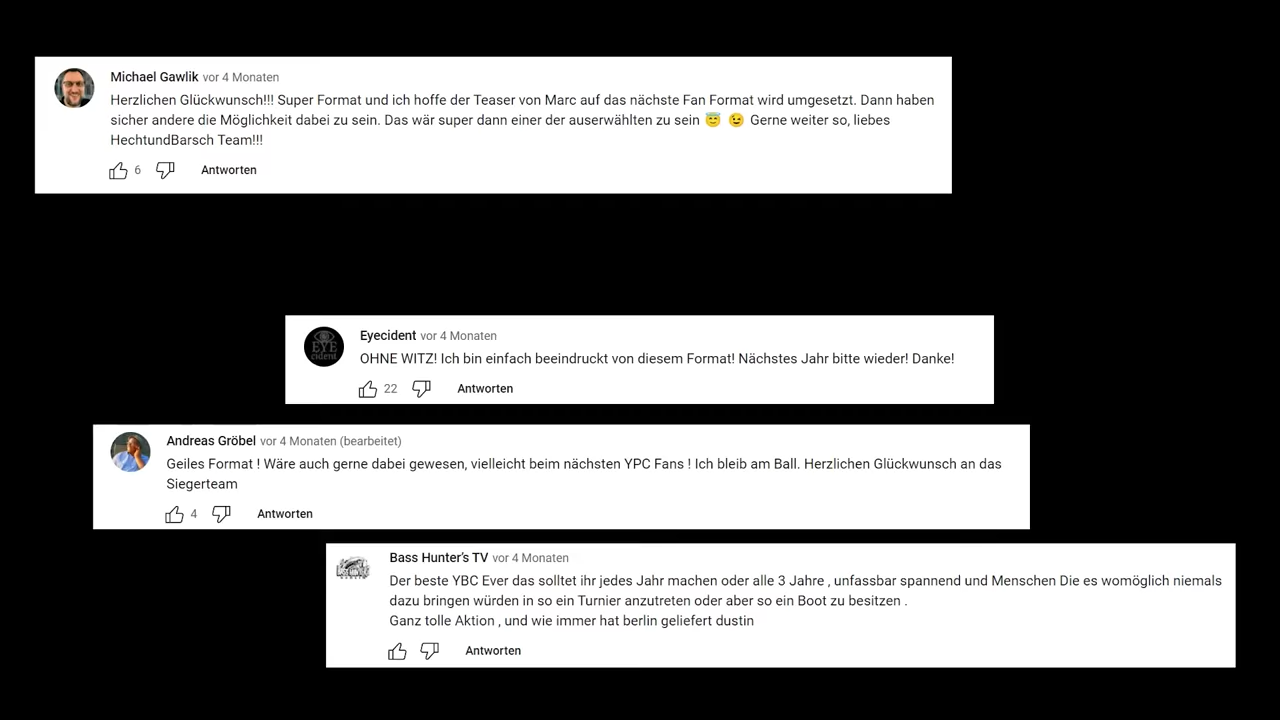 Michael Gawlik vor 4 Monaten
Herzlichen Glückwunsch!!! Super Format und ich hoffe der Teaser von Marc auf das nächste Fan Format wird umgesetzt. Dann haben
sicher andere die Möglichkeit dabei zu sein. Das wär super dann einer der auserwählten zu sein 😇 😉 Gerne weiter so, liebes
HechtundBarsch Team!!!
6 Antworten
EYE
cident
Eyecident vor 4 Monaten
OHNE WITZ! Ich bin einfach beeindruckt von diesem Format! Nächstes Jahr bitte wieder! Danke!
22 Antworten
Andreas Gröbel vor 4 Monaten (bearbeitet)
Geiles Format ! Wäre auch gerne dabei gewesen, vielleicht beim nächsten YPC Fans ! Ich bleib am Ball. Herzlichen Glückwunsch an das
Siegerteam
4 Antworten
Bass Hunter's TV vor 4 Monaten
Der beste YBC Ever das solltet ihr jedes Jahr machen oder alle 3 Jahre , unfassbar spannend und Menschen Die es womöglich niemals
dazu bringen würden in so ein Turnier anzutreten oder aber so ein Boot zu besitzen .
Ganz tolle Aktion , und wie immer hat berlin geliefert dustin
Antworten